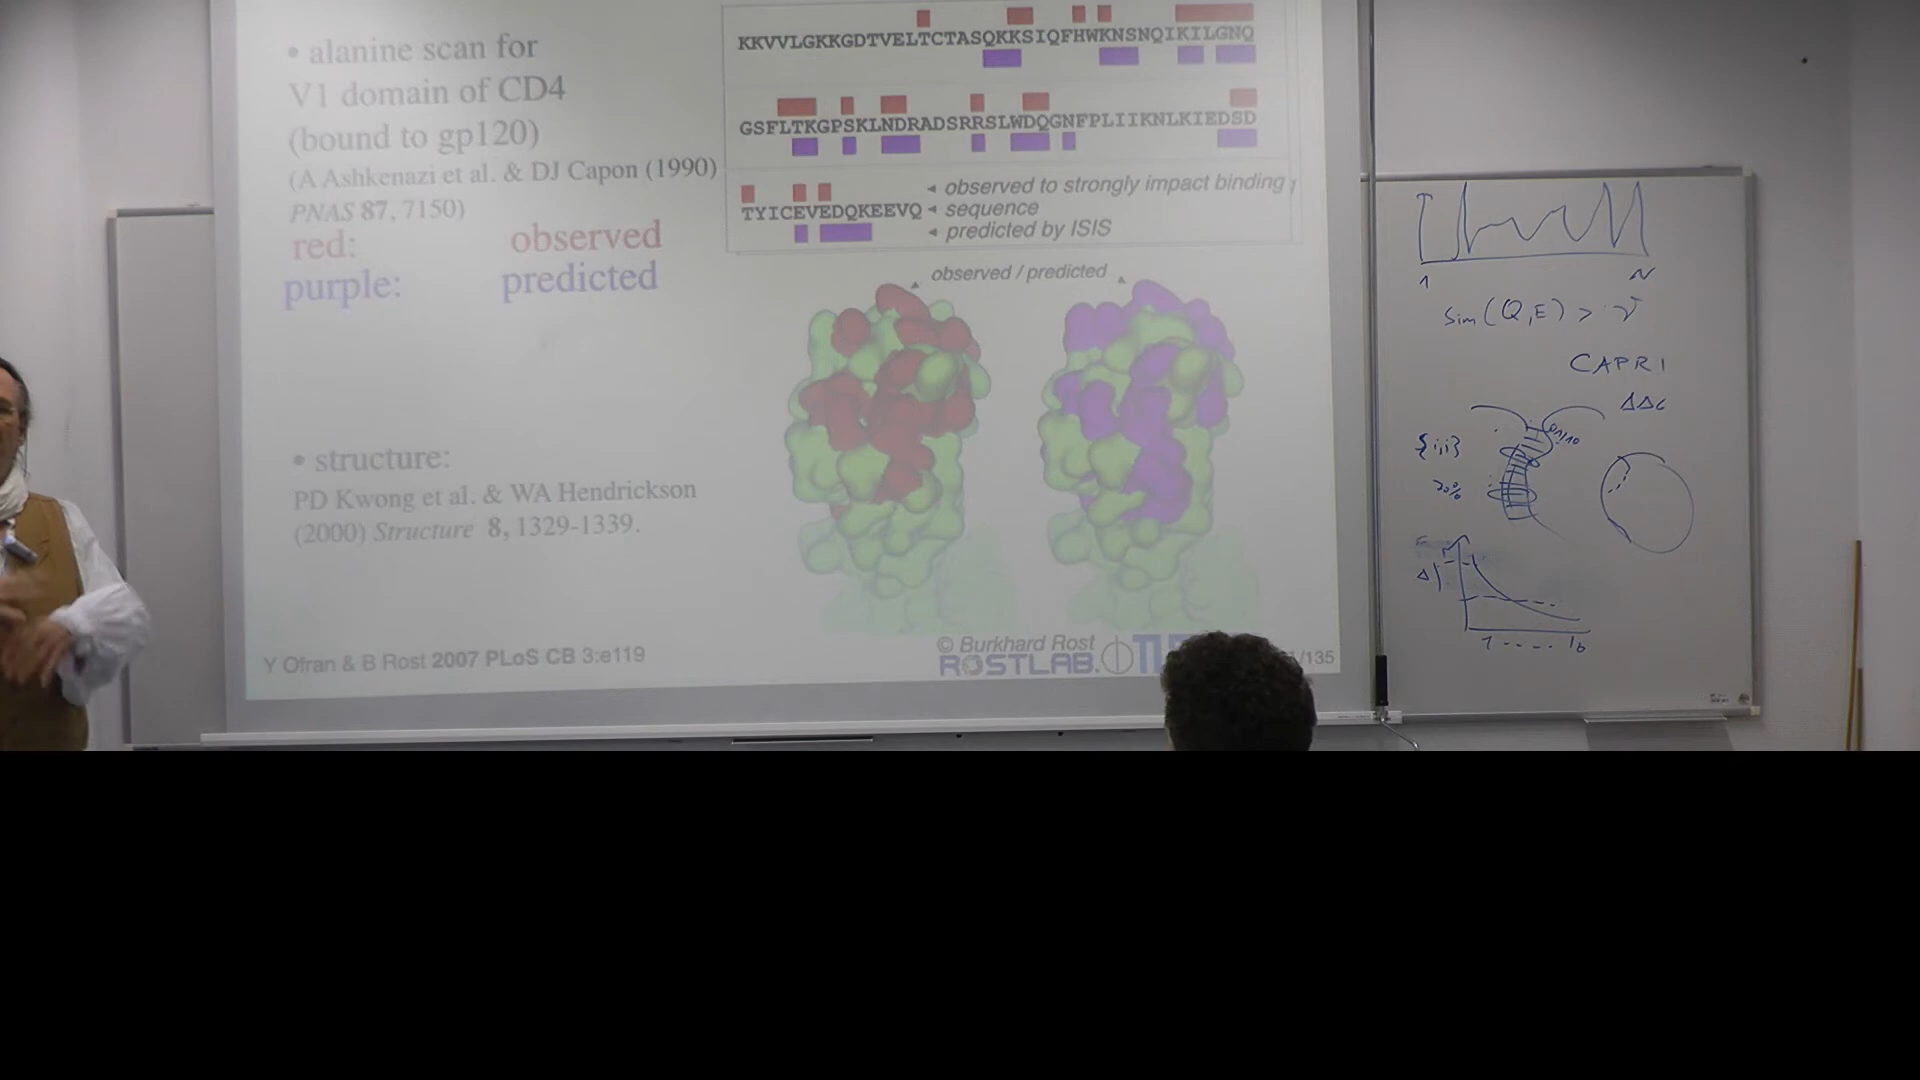 • alanine scan for
V1 domain of CD4
(bound to gp120)
(A Ashkenazi et al. & DJ Capon (1990)
PNAS 87, 7150)
red: observed
purple: predicted
• structure:
PD Kwong et al. & WA Hendrickson
(2000) Structure 8, 1329-1339.
Y Ofran & B Rost 2007 PLoS CB 3:e119
KKVVLGKKGDTVELTCTASQKKSIQFHWKNSNQIKILGNQ
GSFLTKGPSKLNDRADSRRSLWDQGNFPLIIKNLKIEDSD
◂ observed to strongly impact binding
TYICEVEDQKEEVQ ◂ sequence
◂ predicted by ISIS
observed / predicted
© Burkhard Rost
ROSTLAB.
/135
1 N
Sim(Q,E) >
CAPRI
ΔΔG
{i,j}
20%
Δ